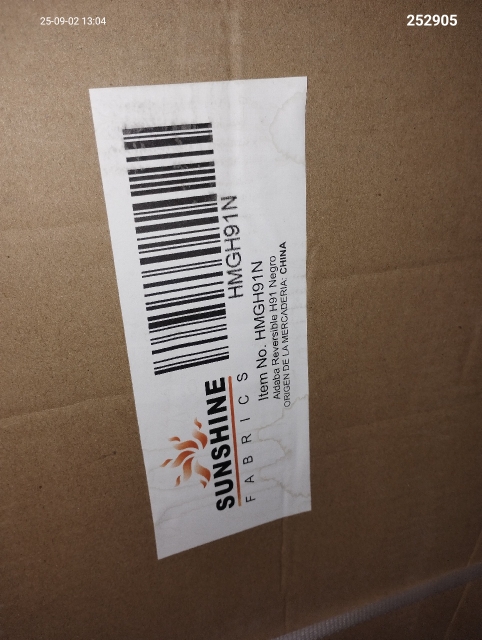 25-09-02 13:04
252905
HMGH91N
SUNSHINE
FABRICS
Item No. HMGH91N
Aldaba Reversible H91 Negro
ORIGEN DE LA MERCADERIA: CHINA